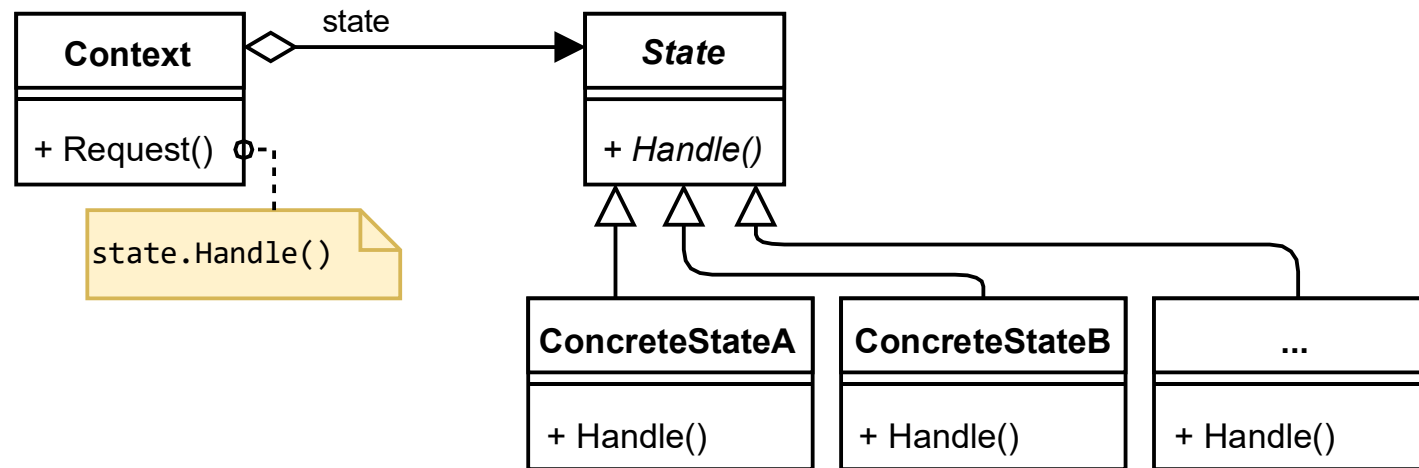 Context
+ Request()
state.Handle()
state
State
+ Handle()
ConcreteStateA
+ Handle()
ConcreteStateB
+ Handle()
...
+ Handle()